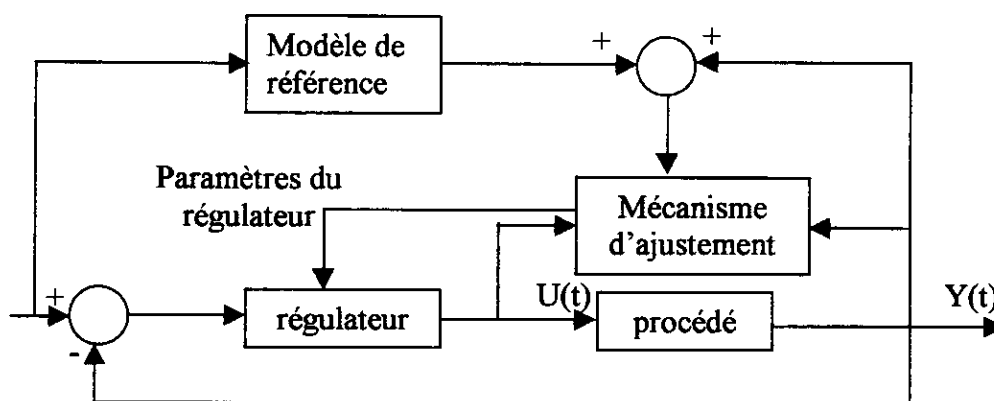 Modèle de
référence
+
+
Paramètres du
régulateur
Mécanisme
d'ajustement
+
-
régulateur
U(t)
procédé
Y(t)